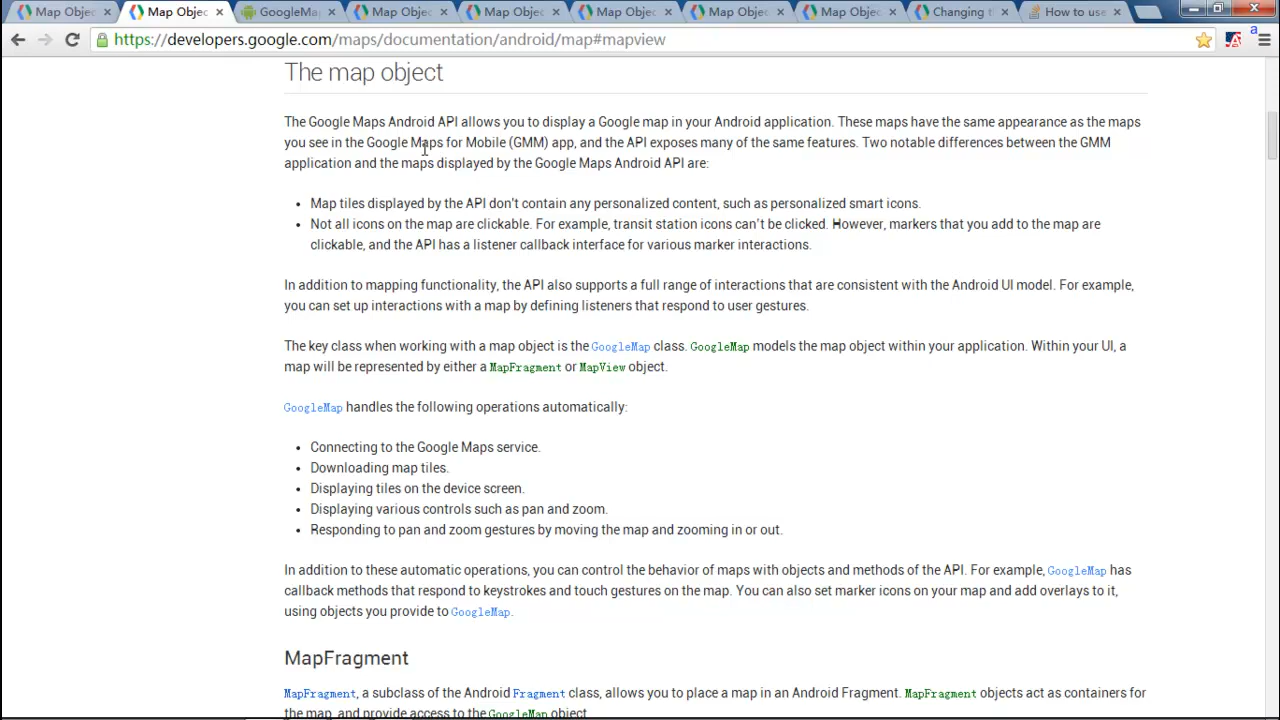 Map Objec
Map Objec
GoogleMap
Map Objec
Map Objec
Map Objec
Map Objec
Map Objec
Changing t
How to use
https://developers.google.com/maps/documentation/android/map#mapview
The map object
The Google Maps Android API allows you to display a Google map in your Android application. These maps have the same appearance as the maps
you see in the Google Maps for Mobile (GMM) app, and the API exposes many of the same features. Two notable differences between the GMM
application and the maps displayed by the Google Maps Android API are:
• Map tiles displayed by the API don't contain any personalized content, such as personalized smart icons.
• Not all icons on the map are clickable. For example, transit station icons can't be clicked. However, markers that you add to the map are
clickable, and the API has a listener callback interface for various marker interactions.
In addition to mapping functionality, the API also supports a full range of interactions that are consistent with the Android UI model. For example,
you can set up interactions with a map by defining listeners that respond to user gestures.
The key class when working with a map object is the GoogleMap class. GoogleMap models the map object within your application. Within your UI, a
map will be represented by either a MapFragment or MapView object.
GoogleMap handles the following operations automatically:
• Connecting to the Google Maps service.
• Downloading map tiles.
• Displaying tiles on the device screen.
• Displaying various controls such as pan and zoom.
• Responding to pan and zoom gestures by moving the map and zooming in or out.
In addition to these automatic operations, you can control the behavior of maps with objects and methods of the API. For example, GoogleMap has
callback methods that respond to keystrokes and touch gestures on the map. You can also set marker icons on your map and add overlays to it,
using objects you provide to GoogleMap.
MapFragment
MapFragment, a subclass of the Android Fragment class, allows you to place a map in an Android Fragment. MapFragment objects act as containers for
the map, and provide access to the GoogleMap object